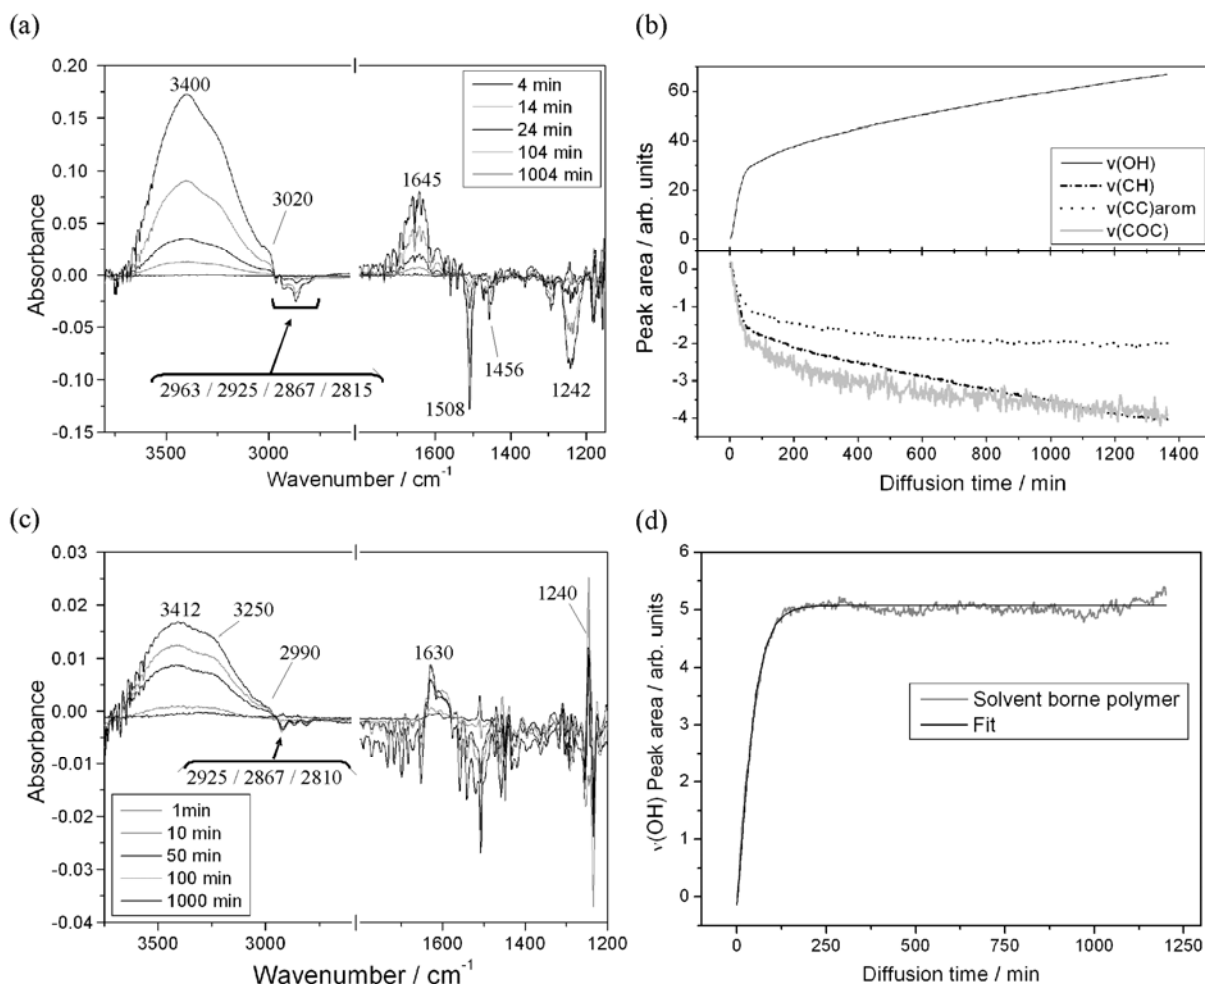 (a)
0.20
0.15
0.10
0.05
0.00
-0.05
-0.10
-0.15
Absorbance
3400
3020
1645
2963 / 2925 / 2867 / 2815
1508
1456
1242
4 min
14 min
24 min
104 min
1004 min
3500 3000 1600 1400 1200
Wavenumber / cm⁻¹
(b)
60
40
20
0
0
-1
-2
-3
-4
Peak area / arb. units
ν(OH)
ν(CH)
ν(CC)arom
ν(COC)
0 200 400 600 800 1000 1200 1400
Diffusion time / min
(c)
0.03
0.02
0.01
0.00
-0.01
-0.02
-0.03
-0.04
Absorbance
3412
3250
2990
1630
1240
2925 / 2867 / 2810
1min
10 min
50 min
100 min
1000 min
3500 3000 1600 1400 1200
Wavenumber / cm⁻¹
(d)
6
5
4
3
2
1
0
ν(OH) Peak area / arb. units
Solvent borne polymer
Fit
0 250 500 750 1000 1250
Diffusion time / min